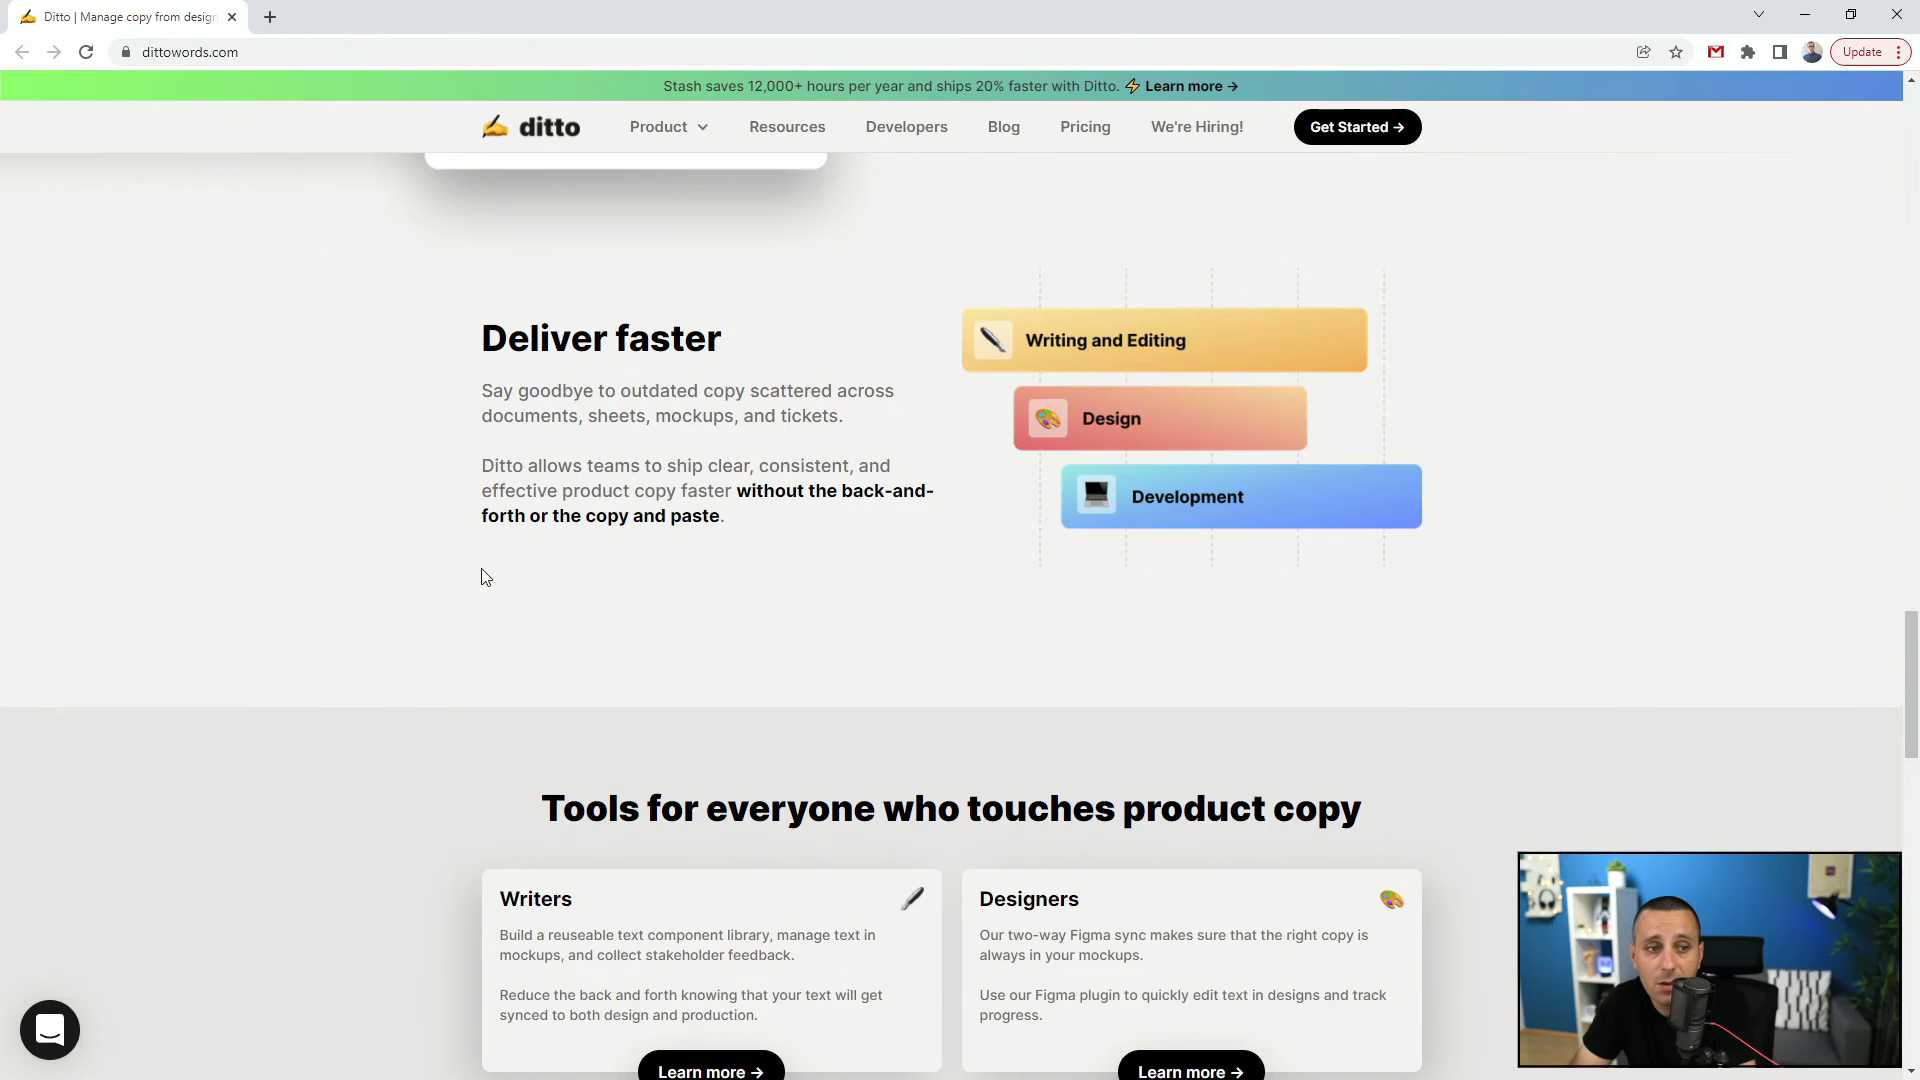 Ditto | Manage copy from design
dittowords.com
Update
Stash saves 12,000+ hours per year and ships 20% faster with Ditto. ⚡ Learn more →
ditto
Product
Resources
Developers
Blog
Pricing
We're Hiring!
Get Started →
Deliver faster
Say goodbye to outdated copy scattered across
documents, sheets, mockups, and tickets.
Ditto allows teams to ship clear, consistent, and
effective product copy faster without the back-and-
forth or the copy and paste.
Writing and Editing
Design
Development
Tools for everyone who touches product copy
Writers
Build a reuseable text component library, manage text in
mockups, and collect stakeholder feedback.
Reduce the back and forth knowing that your text will get
synced to both design and production.
Learn more →
Designers
Our two-way Figma sync makes sure that the right copy is
always in your mockups.
Use our Figma plugin to quickly edit text in designs and track
progress.
Learn more →